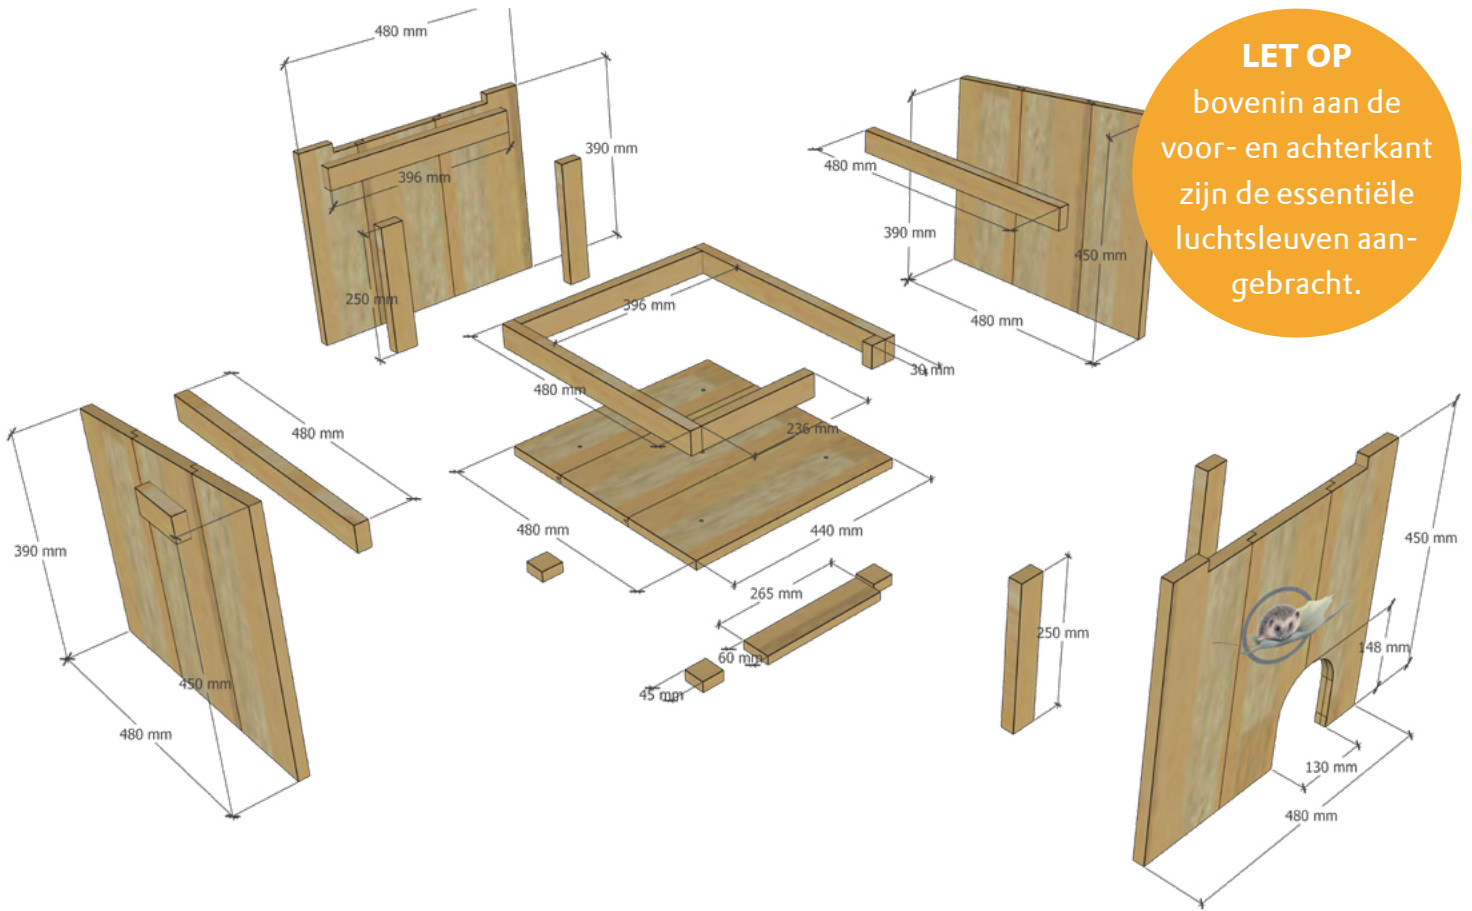 LET OP
bovenin aan de
voor- en achterkant
zijn de essentiële
luchtsleuven aan-
gebracht.
480 mm
390 mm
396 mm
250 mm
480 mm
390 mm
450 mm
480 mm
396 mm
480 mm
30 mm
236 mm
480 mm
440 mm
480 mm
390 mm
450 mm
480 mm
265 mm
60 mm
45 mm
250 mm
450 mm
148 mm
130 mm
480 mm